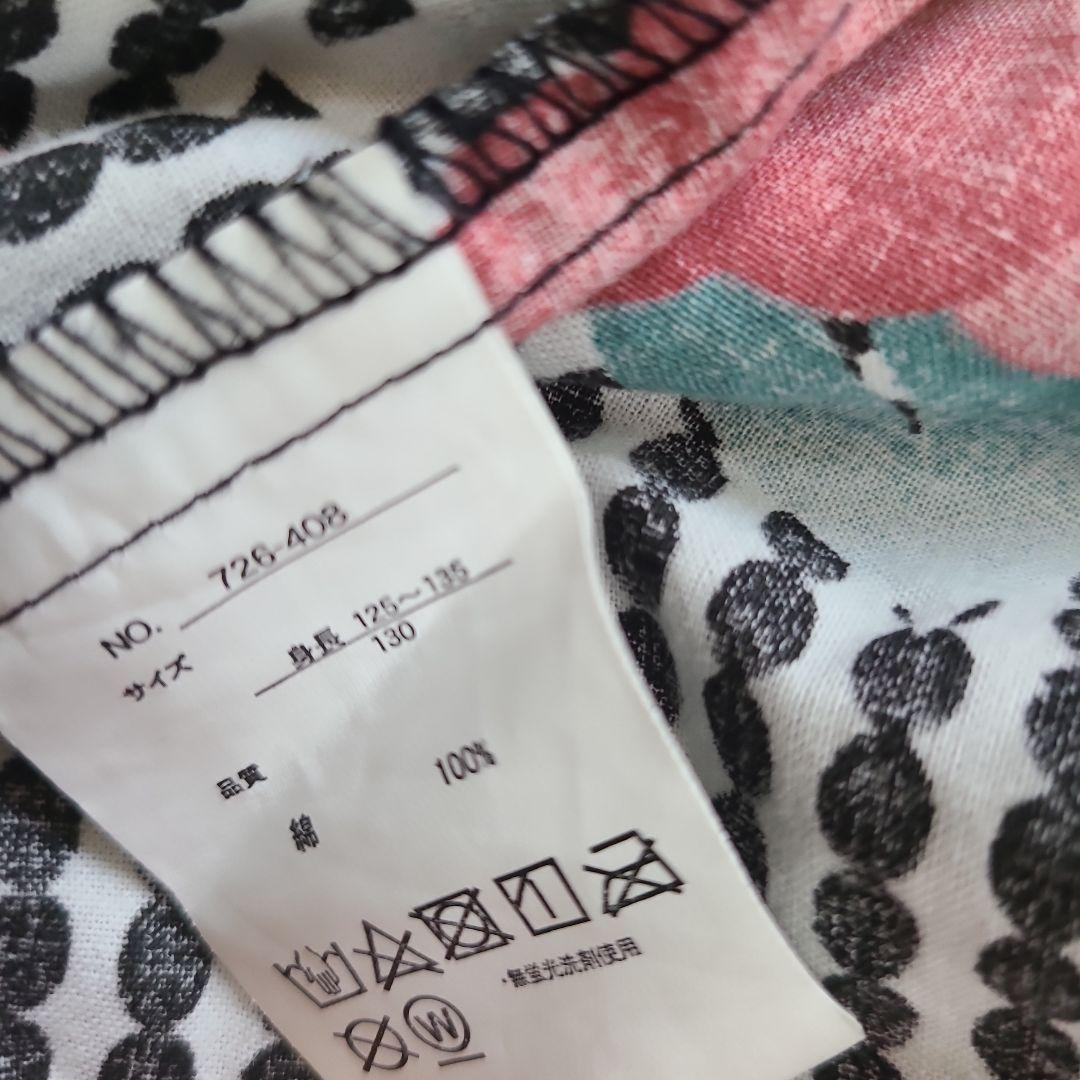 NO. 726-408
サイズ 身長 125～135
130
品質
綿 100%
・無蛍光洗剤使用
W